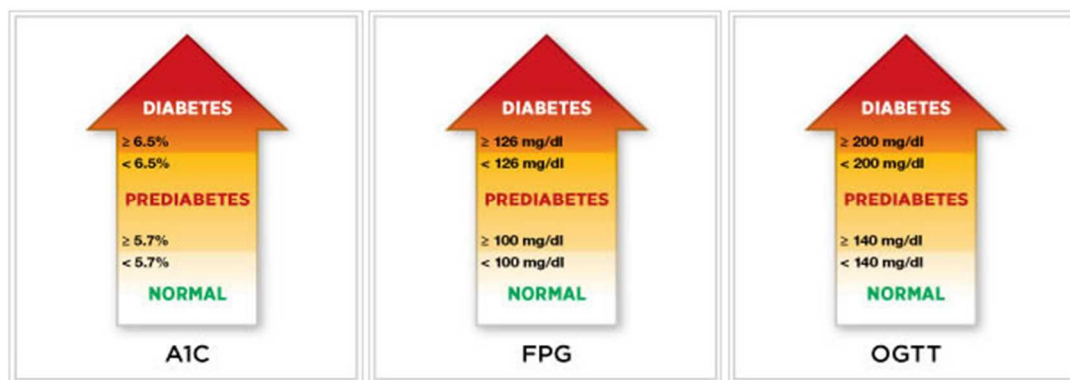 DIABETES
≥ 6.5%
< 6.5%
PREDIABETES
≥ 5.7%
< 5.7%
NORMAL
A1C
DIABETES
≥ 126 mg/dl
< 126 mg/dl
PREDIABETES
≥ 100 mg/dl
< 100 mg/dl
NORMAL
FPG
DIABETES
≥ 200 mg/dl
< 200 mg/dl
PREDIABETES
≥ 140 mg/dl
< 140 mg/dl
NORMAL
OGTT